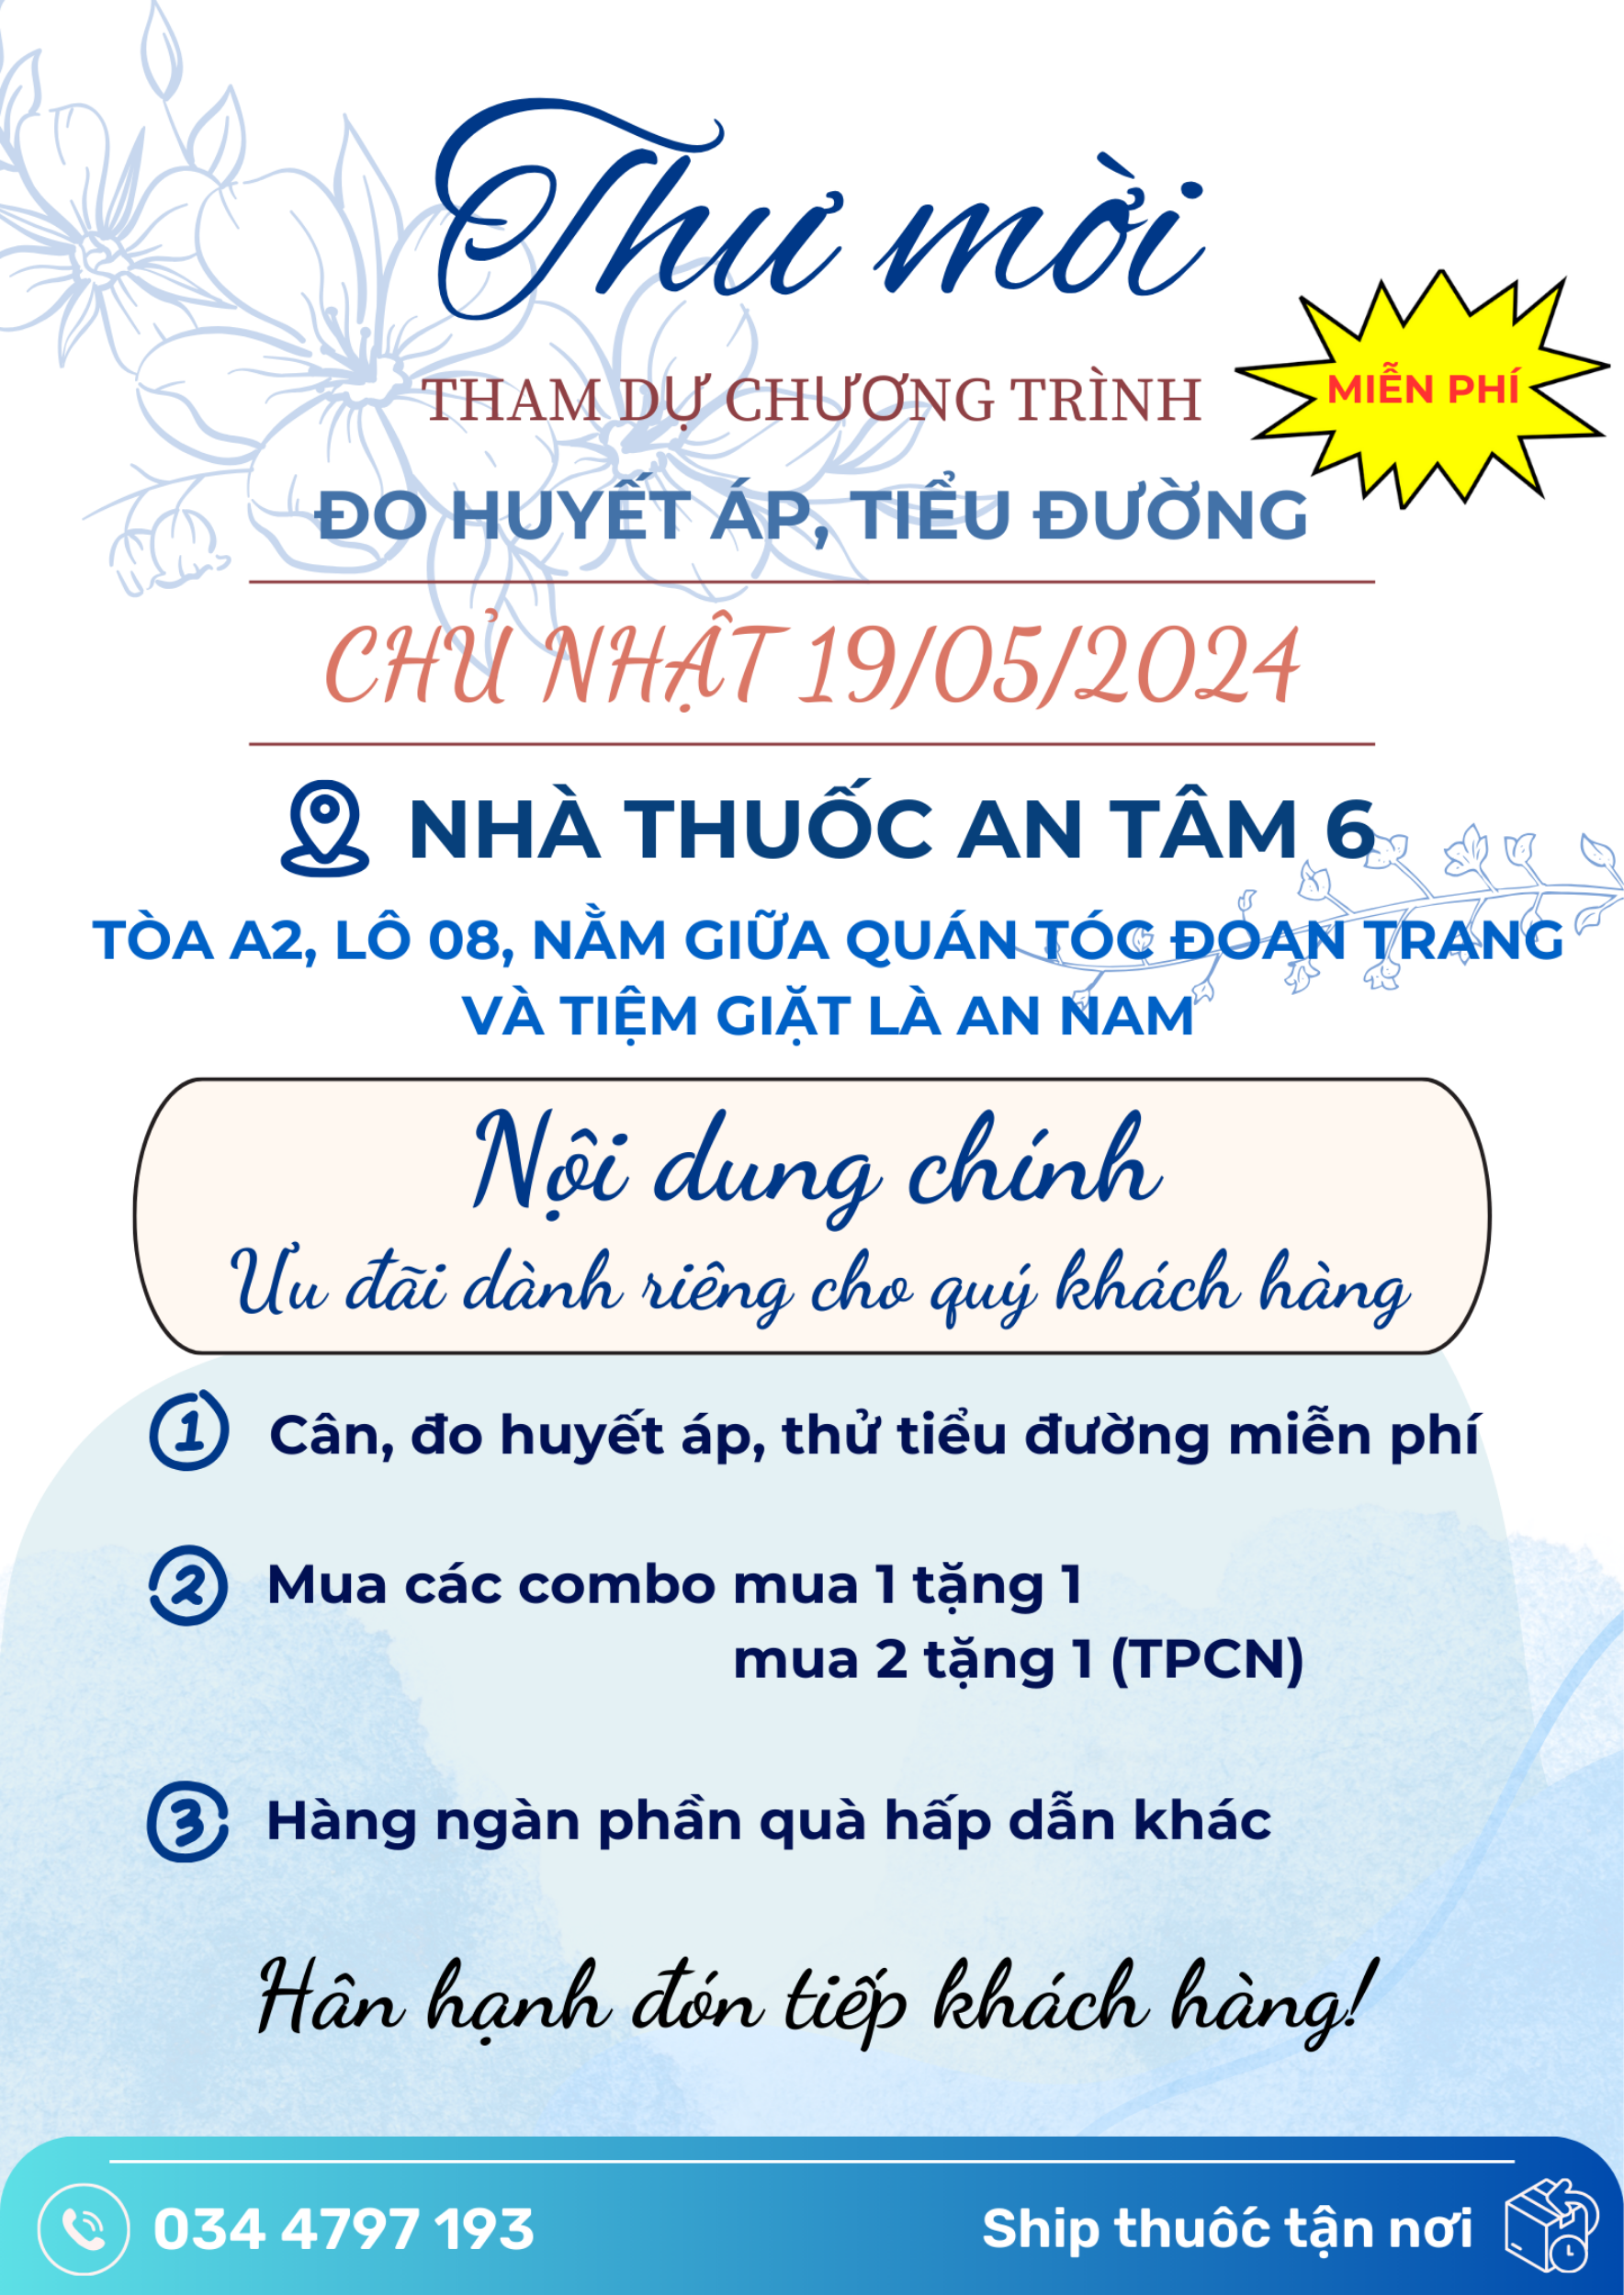 Thư mời
THAM DỰ CHƯƠNG TRÌNH
MIỄN PHÍ
ĐO HUYẾT ÁP, TIỂU ĐƯỜNG
CHỦ NHẬT 19/05/2024
NHÀ THUỐC AN TÂM 6
TÒA A2, LÔ 08, NẰM GIỮA QUÁN TÓC ĐOAN TRANG
VÀ TIỆM GIẶT LÀ AN NAM
Nội dung chính
Ưu đãi dành riêng cho quý khách hàng
1 Cân, đo huyết áp, thử tiểu đường miễn phí
2 Mua các combo mua 1 tặng 1
mua 2 tặng 1 (TPCN)
3 Hàng ngàn phần quà hấp dẫn khác
Hân hạnh đón tiếp khách hàng!
034 4797 193
Ship thuốc tận nơi